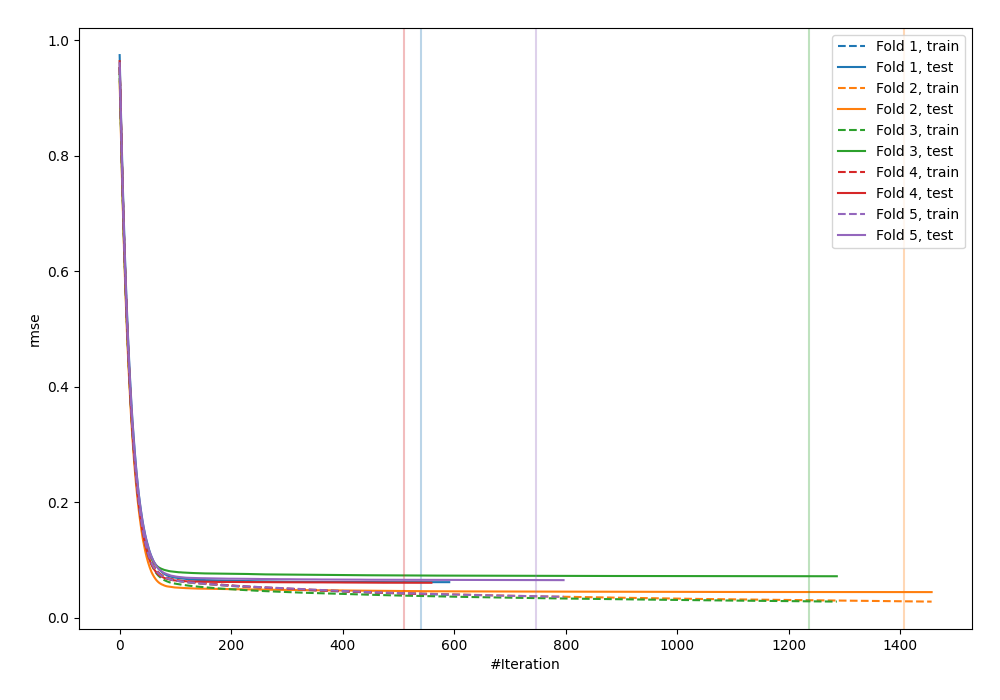 1.0
0.8
0.6
0.4
0.2
0.0
rmse
0
200
400
600
800
1000
1200
1400
#Iteration
Fold 1, train
Fold 1, test
Fold 2, train
Fold 2, test
Fold 3, train
Fold 3, test
Fold 4, train
Fold 4, test
Fold 5, train
Fold 5, test